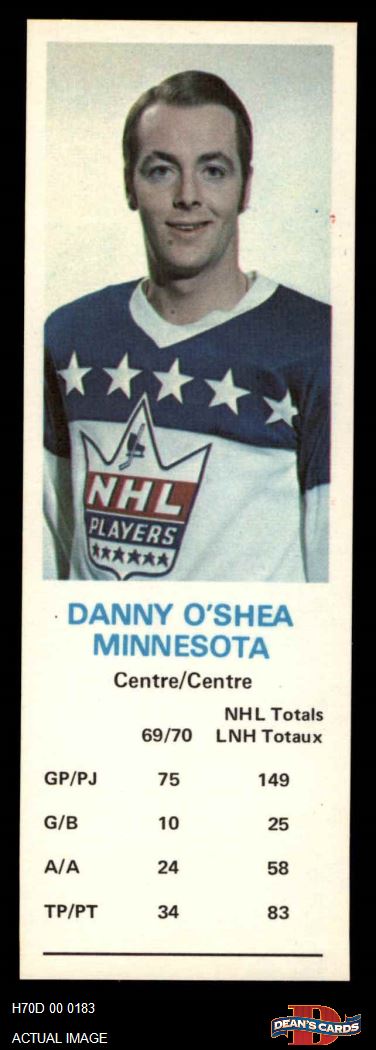 NHL
PLAYERS
DANNY O'SHEA
MINNESOTA
Centre/Centre
NHL Totals
69/70 LNH Totaux
GP/PJ 75 149
G/B 10 25
A/A 24 58
TP/PT 34 83
H70D 00 0183
ACTUAL IMAGE
D
DEAN'S CARDS